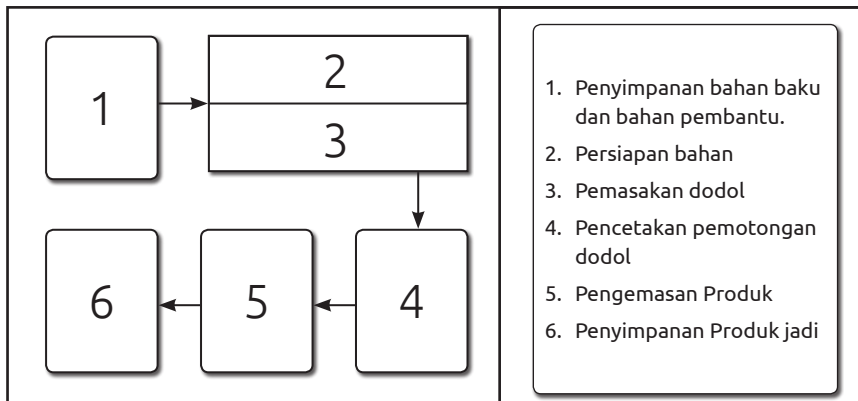 1
2
3
6
5
4
1. Penyimpanan bahan baku
dan bahan pembantu.
2. Persiapan bahan
3. Pemasakan dodol
4. Pencetakan pemotongan
dodol
5. Pengemasan Produk
6. Penyimpanan Produk jadi